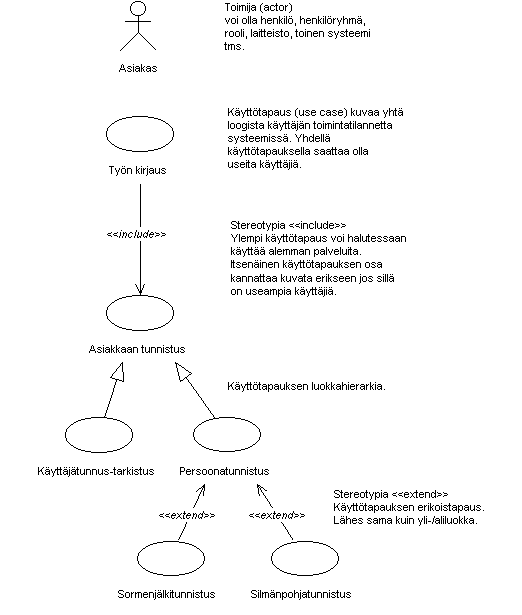 Toimija (actor)
voi olla henkilö, henkilöryhmä,
rooli, laitteisto, toinen systeemi
tms.
Asiakas
Käyttötapaus (use case) kuvaa yhtä
loogista käyttäjän toimintatilannetta
systeemissä. Yhdellä
käyttötapauksella saattaa olla
useita käyttäjiä.
Työn kirjaus
<<include>>
Stereotypia <<include>>
Ylempi käyttötapaus voi halutessaan
käyttää alemman palveluita.
Itsenäinen käyttötapauksen osa
kannattaa kuvata erikseen jos sillä
on useampia käyttäjiä.
Asiakkaan tunnistus
Käyttötapauksen luokkahierarkia.
Käyttäjätunnus-tarkistus
Persoonatunnistus
Stereotypia <<extend>>
Käyttötapauksen erikoistapaus.
Lähes sama kuin yli-/aliluokka.
<<extend>>
<<extend>>
Sormenjälkitunnistus
Silmänpohjatunnistus